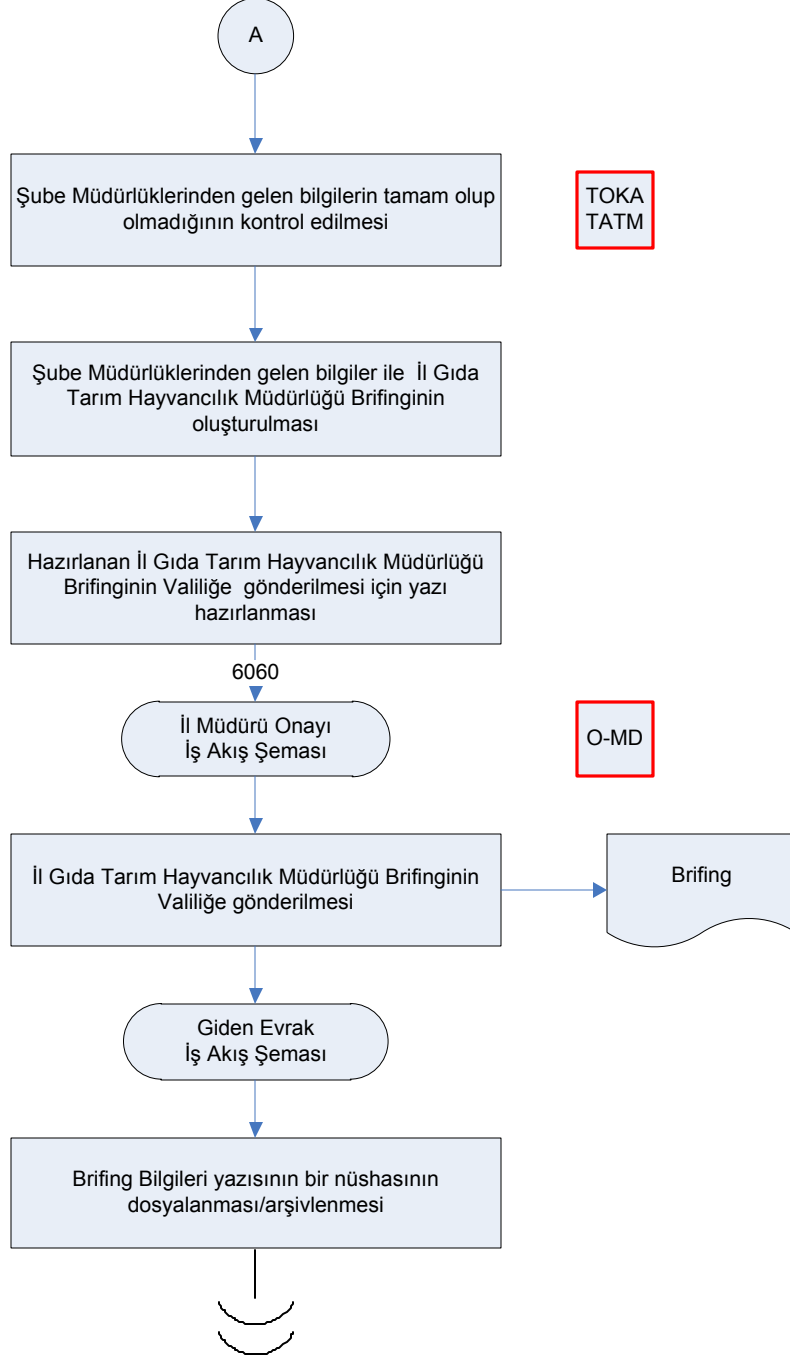 A
Şube Müdürlüklerinden gelen bilgilerin tamam olup
olmadığının kontrol edilmesi
TOKA
TATM
Şube Müdürlüklerinden gelen bilgiler ile İl Gıda
Tarım Hayvancılık Müdürlüğü Brifinginin
oluşturulması
Hazırlanan İl Gıda Tarım Hayvancılık Müdürlüğü
Brifinginin Valiliğe gönderilmesi için yazı
hazırlanması
6060
İl Müdürü Onayı
İş Akış Şeması
O-MD
İl Gıda Tarım Hayvancılık Müdürlüğü Brifinginin
Valiliğe gönderilmesi
Brifing
Giden Evrak
İş Akış Şeması
Brifing Bilgileri yazısının bir nüshasının
dosyalanması/arşivlenmesi